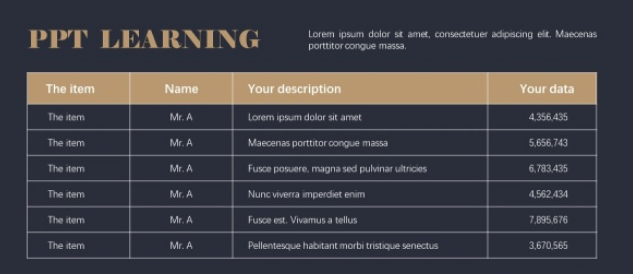 PPT LEARNING
Lorem ipsum dolor sit amet, consectetuer adipiscing elit. Maecenas
porttitor congue massa.
The item Name Your description Your data
The item Mr. A Lorem ipsum dolor sit amet 4,356,435
The item Mr. A Maecenas porttitor congue massa 5,656,743
The item Mr. A Fusce posuere, magna sed pulvinar ultricies 6,783,435
The item Mr. A Nunc viverra imperdiet enim 4,562,434
The item Mr. A Fusce est. Vivamus a tellus 7,895,676
The item Mr. A Pellentesque habitant morbi tristique senectus 3,670,565